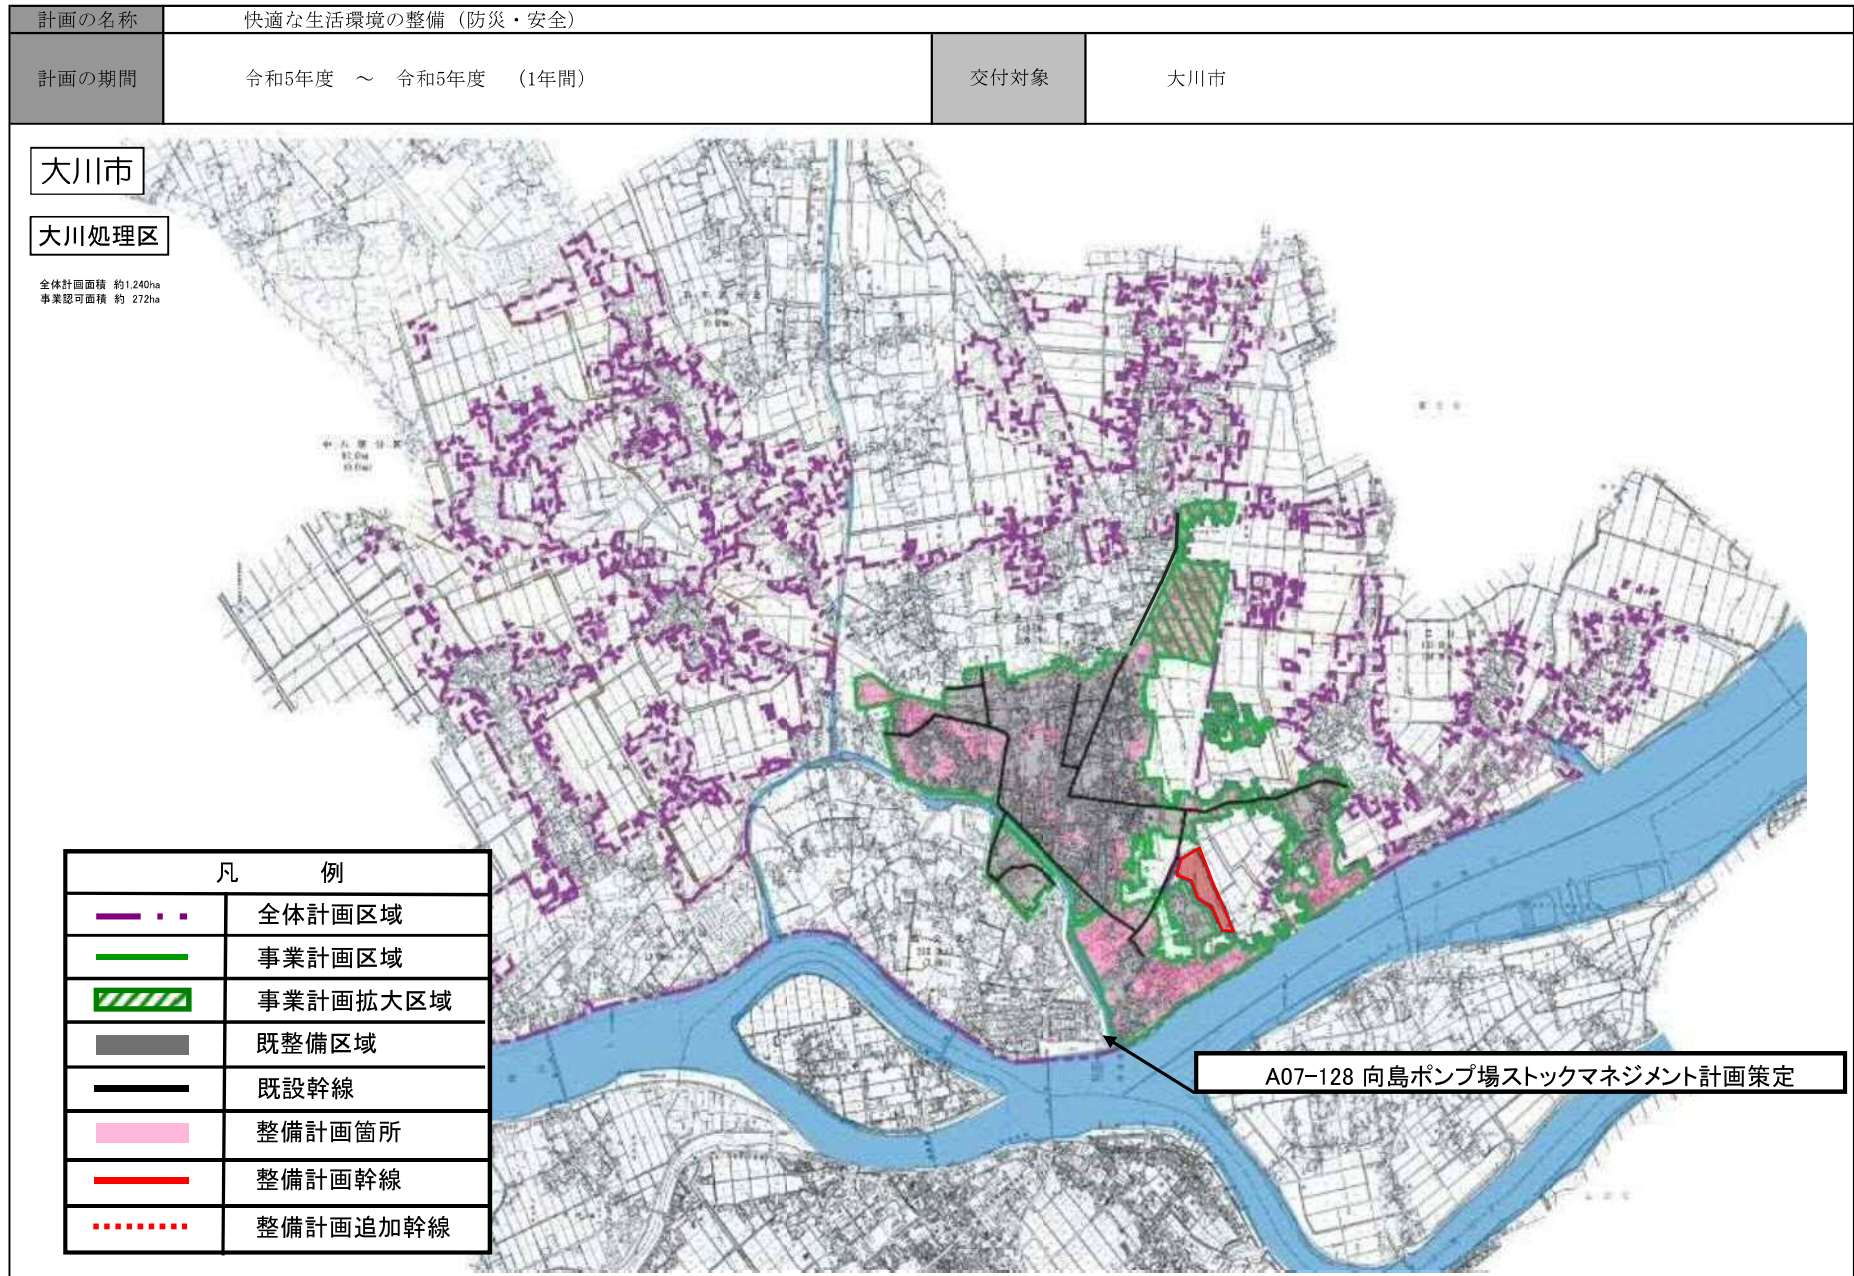 計画の名称 快適な生活環境の整備（防災・安全）
計画の期間 令和5年度 ～ 令和5年度 （1年間） 交付対象 大川市
大川市
大川処理区
全体計画面積 約1,240ha
事業認可面積 約 272ha
凡 例
全体計画区域
事業計画区域
事業計画拡大区域
既整備区域
既設幹線
整備計画箇所
整備計画幹線
整備計画追加幹線
A07-128 向島ポンプ場ストックマネジメント計画策定